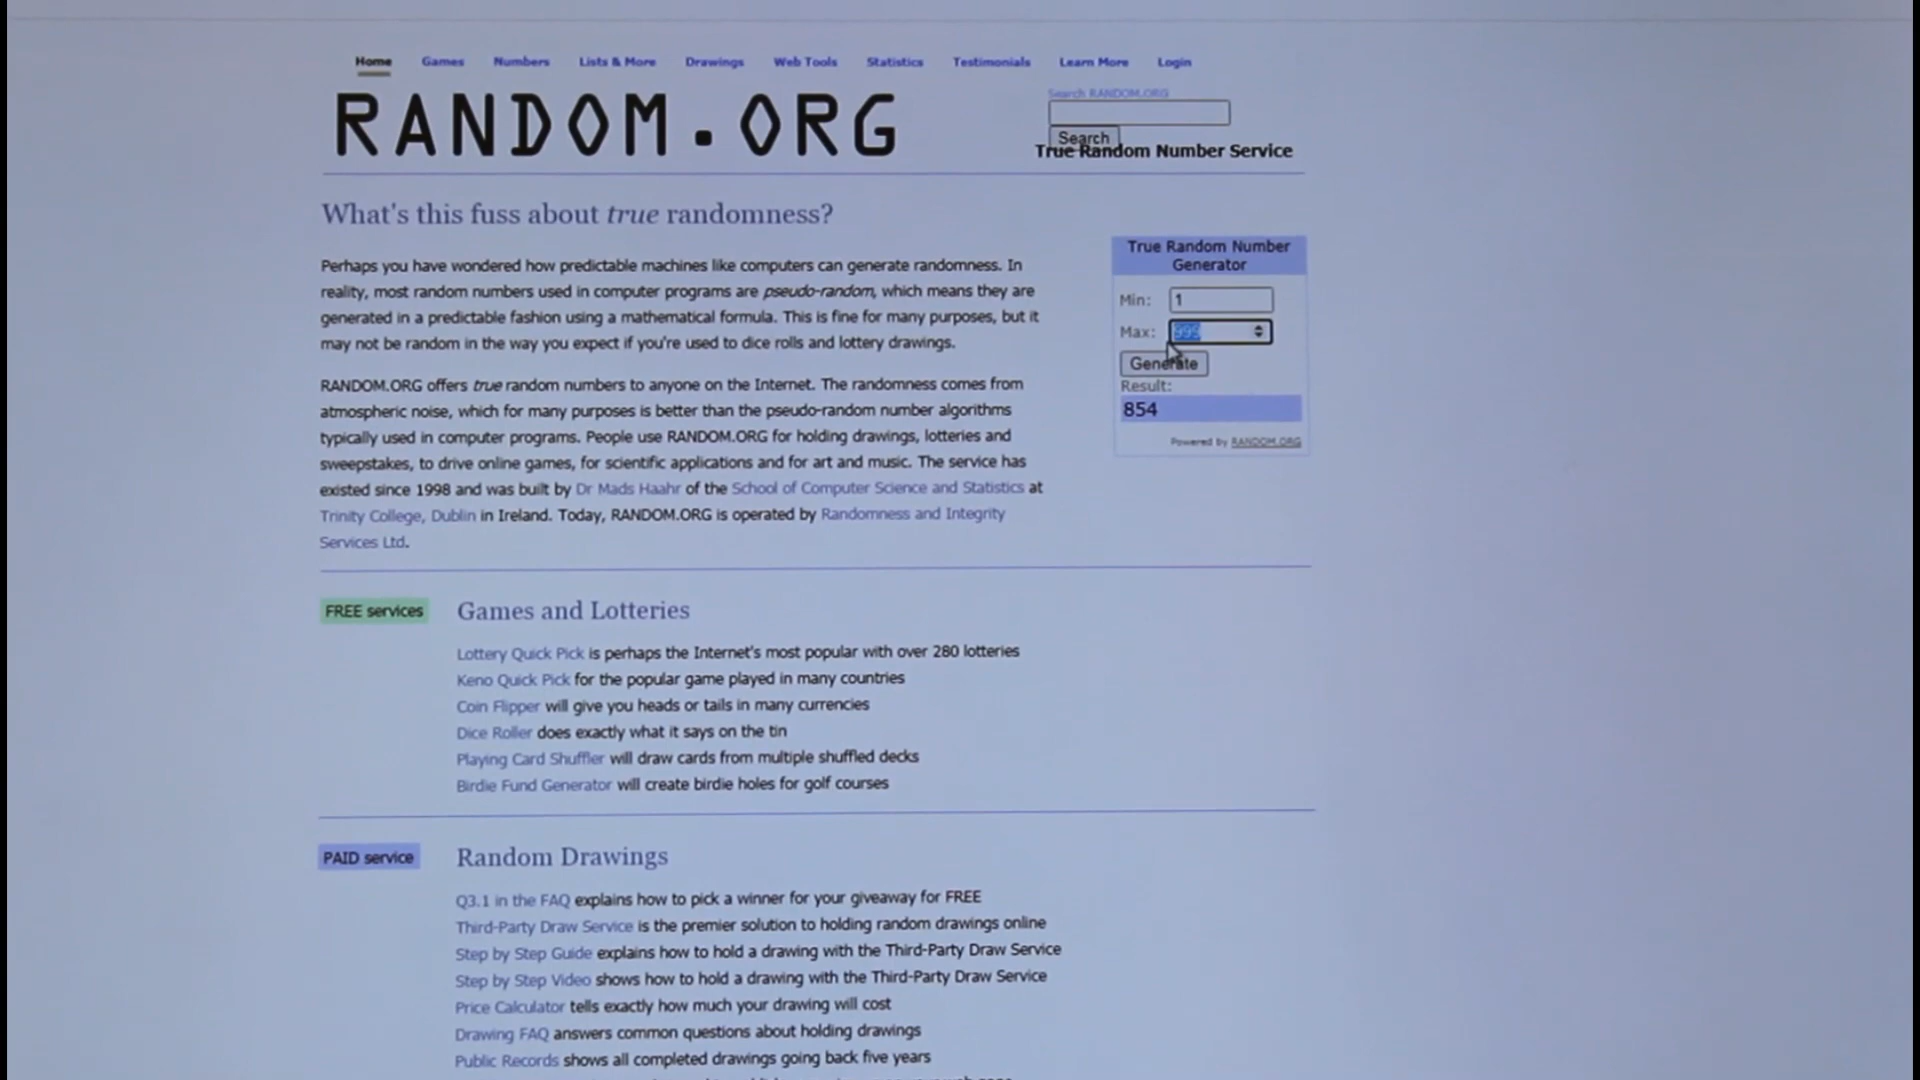 Home Games Numbers Lists & More Drawings Web Tools Statistics Testimonials Learn More Login
RANDOM.ORG
Search RANDOM.ORG
Search
True Random Number Service
What's this fuss about true randomness?
Perhaps you have wondered how predictable machines like computers can generate randomness. In
reality, most random numbers used in computer programs are pseudo-random, which means they are
generated in a predictable fashion using a mathematical formula. This is fine for many purposes, but it
may not be random in the way you expect if you're used to dice rolls and lottery drawings.
RANDOM.ORG offers true random numbers to anyone on the Internet. The randomness comes from
atmospheric noise, which for many purposes is better than the pseudo-random number algorithms
typically used in computer programs. People use RANDOM.ORG for holding drawings, lotteries and
sweepstakes, to drive online games, for scientific applications and for art and music. The service has
existed since 1998 and was built by Dr Mads Haahr of the School of Computer Science and Statistics at
Trinity College, Dublin in Ireland. Today, RANDOM.ORG is operated by Randomness and Integrity
Services Ltd.
True Random Number
Generator
Min: 1
Max: 999
Generate
Result:
854
Powered by RANDOM.ORG
FREE services
Games and Lotteries
Lottery Quick Pick is perhaps the Internet's most popular with over 280 lotteries
Keno Quick Pick for the popular game played in many countries
Coin Flipper will give you heads or tails in many currencies
Dice Roller does exactly what it says on the tin
Playing Card Shuffler will draw cards from multiple shuffled decks
Birdie Fund Generator will create birdie holes for golf courses
PAID service
Random Drawings
Q3.1 in the FAQ explains how to pick a winner for your giveaway for FREE
Third-Party Draw Service is the premier solution to holding random drawings online
Step by Step Guide explains how to hold a drawing with the Third-Party Draw Service
Step by Step Video shows how to hold a drawing with the Third-Party Draw Service
Price Calculator tells exactly how much your drawing will cost
Drawing FAQ answers common questions about holding drawings
Public Records shows all completed drawings going back five years